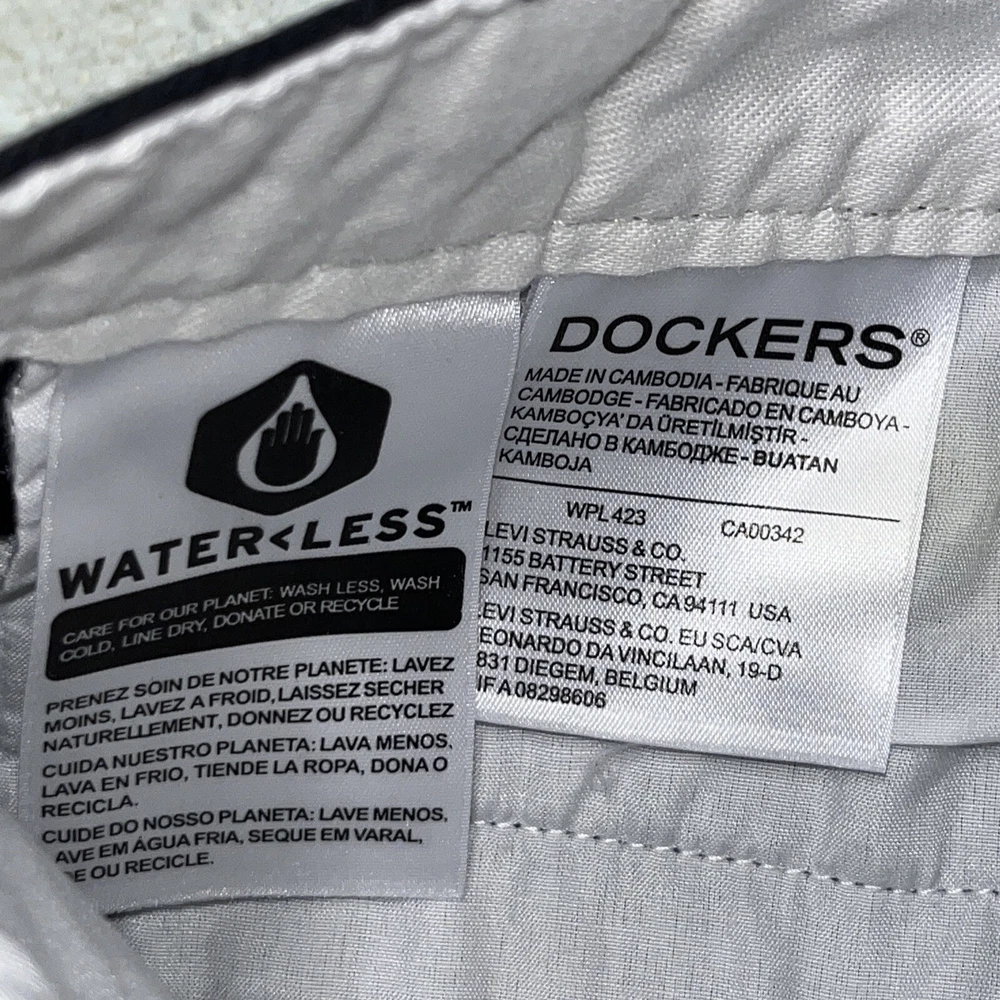 WATER<LESS™
CARE FOR OUR PLANET: WASH LESS, WASH
COLD, LINE DRY, DONATE OR RECYCLE
PRENEZ SOIN DE NOTRE PLANETE: LAVEZ
MOINS, LAVEZ A FROID, LAISSEZ SECHER
NATURELLEMENT, DONNEZ OU RECYCLEZ
CUIDA NUESTRO PLANETA: LAVA MENOS,
LAVA EN FRIO, TIENDE LA ROPA, DONA O
RECICLA.
CUIDE DO NOSSO PLANETA: LAVE MENOS,
AVE EM ÁGUA FRIA, SEQUE EM VARAL,
E OU RECICLE.
DOCKERS®
MADE IN CAMBODIA - FABRIQUE AU
CAMBODGE - FABRICADO EN CAMBOYA -
KAMBOÇYA' DA ÜRETİLMİŞTİR -
СДЕЛАНО В КАМБОДЖЕ - BUATAN
KAMBOJA
WPL 423 CA00342
LEVI STRAUSS & CO.
1155 BATTERY STREET
SAN FRANCISCO, CA 94111 USA
LEVI STRAUSS & CO. EU SCA/CVA
EONARDO DA VINCILAAN, 19-D
831 DIEGEM, BELGIUM
IF A 08298606